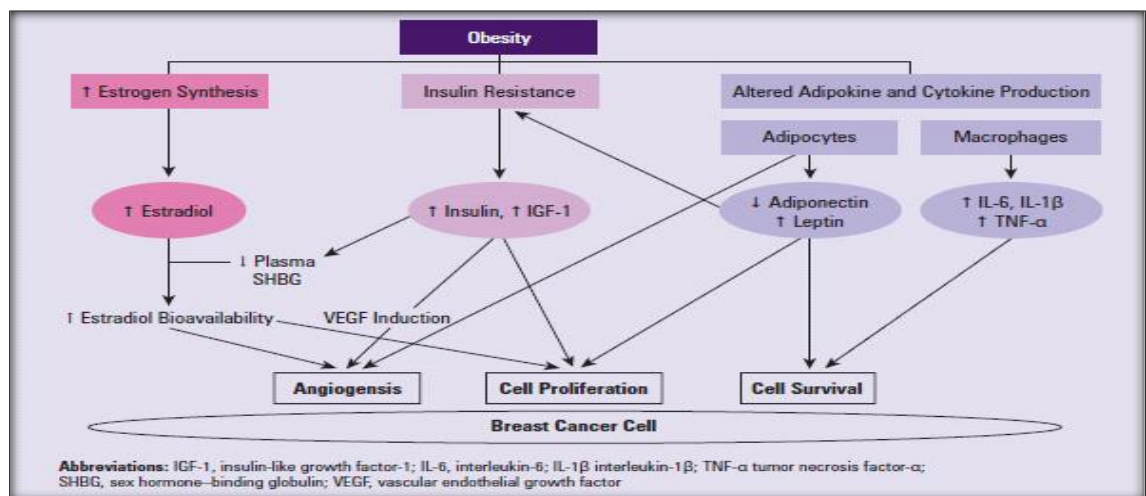 Obesity
↑ Estrogen Synthesis
Insulin Resistance
Altered Adipokine and Cytokine Production
Adipocytes
Macrophages
↑ Estradiol
↑ Insulin, ↑ IGF-1
↓ Adiponectin
↑ Leptin
↑ IL-6, IL-1β
↑ TNF-α
↓ Plasma
SHBG
↑ Estradiol Bioavailability
VEGF Induction
Angiogensis
Cell Proliferation
Cell Survival
Breast Cancer Cell
Abbreviations: IGF-1, insulin-like growth factor-1; IL-6, interleukin-6; IL-1β interleukin-1β; TNF-α tumor necrosis factor-α;
SHBG, sex hormone–binding globulin; VEGF, vascular endothelial growth factor